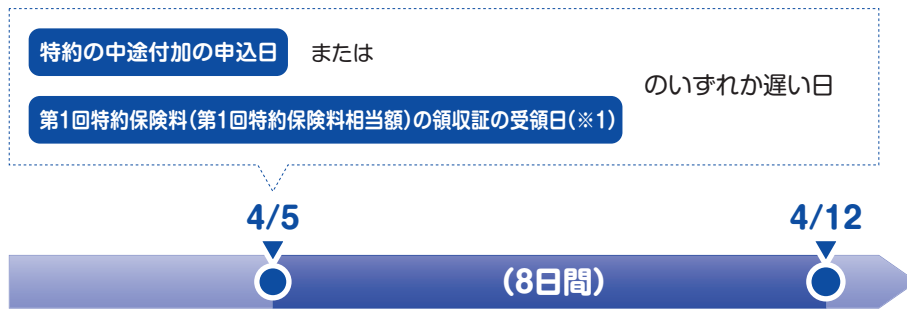 特約の中途付加の申込日 または
のいずれか遅い日
第1回特約保険料(第1回特約保険料相当額)の領収証の受領日(※1)
4/5 4/12
(8日間)